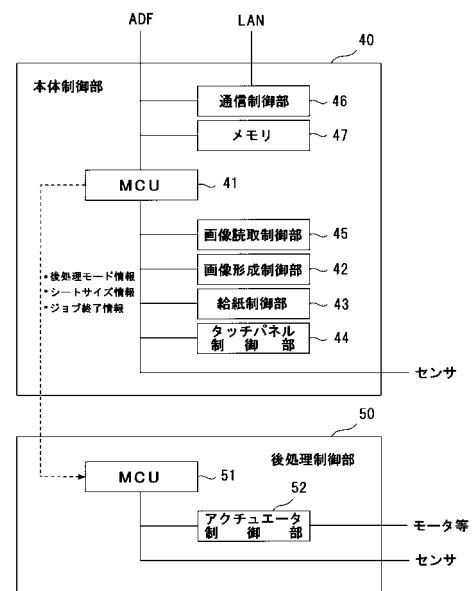 ADF
LAN
40
本体制御部
通信制御部
46
メモリ
47
MCU
41
画像読取制御部
45
・後処理モード情報
画像形成制御部
42
・シートサイズ情報
・ジョブ終了情報
給紙制御部
43
タッチパネル
制御部
44
センサ
50
後処理制御部
MCU
51
52
アクチュエータ
制御部
モータ等
センサ